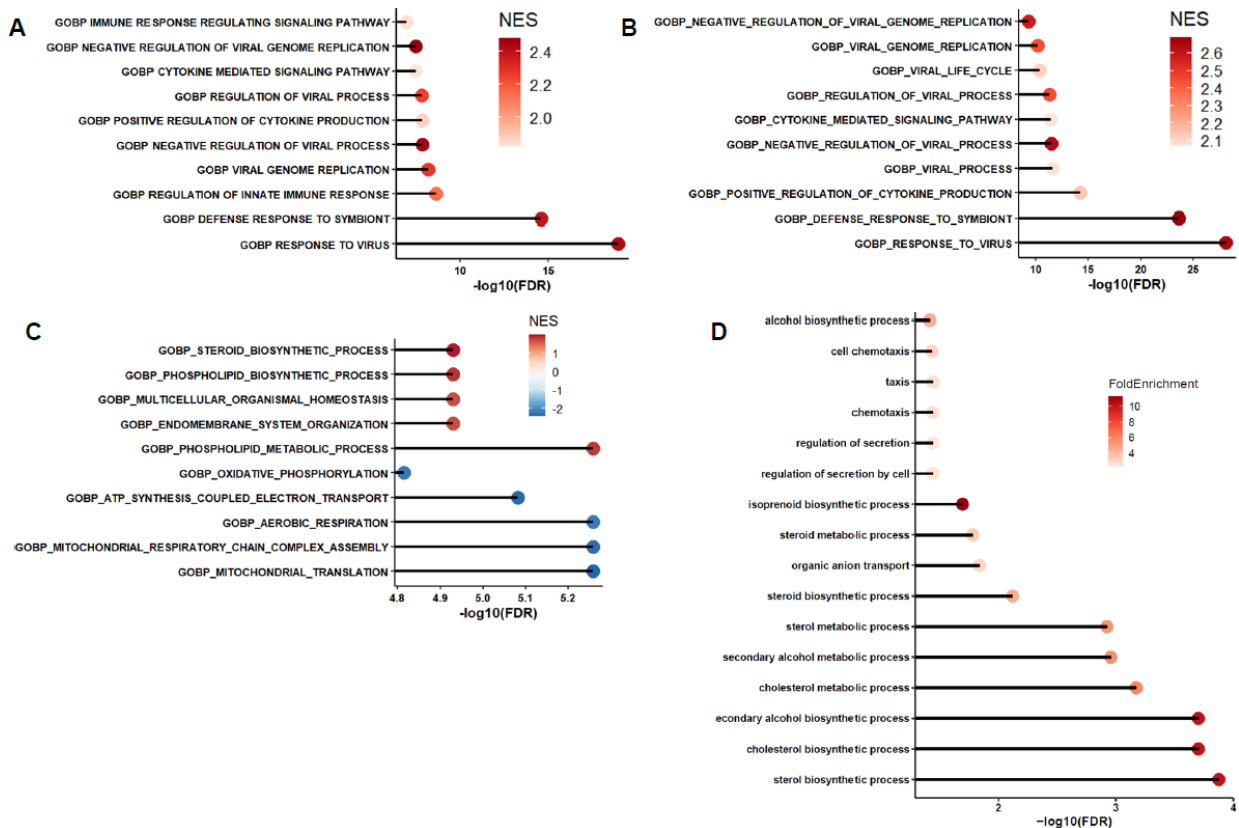 A
GOBP IMMUNE RESPONSE REGULATING SIGNALING PATHWAY
GOBP NEGATIVE REGULATION OF VIRAL GENOME REPLICATION
GOBP CYTOKINE MEDIATED SIGNALING PATHWAY
GOBP REGULATION OF VIRAL PROCESS
GOBP POSITIVE REGULATION OF CYTOKINE PRODUCTION
GOBP NEGATIVE REGULATION OF VIRAL PROCESS
GOBP VIRAL GENOME REPLICATION
GOBP REGULATION OF INNATE IMMUNE RESPONSE
GOBP DEFENSE RESPONSE TO SYMBIONT
GOBP RESPONSE TO VIRUS
10 15
-log10(FDR)
NES
2.4
2.2
2.0
B
GOBP_NEGATIVE_REGULATION_OF_VIRAL_GENOME_REPLICATION
GOBP_VIRAL_GENOME_REPLICATION
GOBP_VIRAL_LIFE_CYCLE
GOBP_REGULATION_OF_VIRAL_PROCESS
GOBP_CYTOKINE_MEDIATED_SIGNALING_PATHWAY
GOBP_NEGATIVE_REGULATION_OF_VIRAL_PROCESS
GOBP_VIRAL_PROCESS
GOBP_POSITIVE_REGULATION_OF_CYTOKINE_PRODUCTION
GOBP_DEFENSE_RESPONSE_TO_SYMBIONT
GOBP_RESPONSE_TO_VIRUS
10 15 20 25
-log10(FDR)
NES
2.6
2.5
2.4
2.3
2.2
2.1
C
GOBP_STEROID_BIOSYNTHETIC_PROCESS
GOBP_PHOSPHOLIPID_BIOSYNTHETIC_PROCESS
GOBP_MULTICELLULAR_ORGANISMAL_HOMEOSTASIS
GOBP_ENDOMEMBRANE_SYSTEM_ORGANIZATION
GOBP_PHOSPHOLIPID_METABOLIC_PROCESS
GOBP_OXIDATIVE_PHOSPHORYLATION
GOBP_ATP_SYNTHESIS_COUPLED_ELECTRON_TRANSPORT
GOBP_AEROBIC_RESPIRATION
GOBP_MITOCHONDRIAL_RESPIRATORY_CHAIN_COMPLEX_ASSEMBLY
GOBP_MITOCHONDRIAL_TRANSLATION
4.8 4.9 5.0 5.1 5.2
-log10(FDR)
NES
1
0
-1
-2
D
alcohol biosynthetic process
cell chemotaxis
taxis
chemotaxis
regulation of secretion
regulation of secretion by cell
isoprenoid biosynthetic process
steroid metabolic process
organic anion transport
steroid biosynthetic process
sterol metabolic process
secondary alcohol metabolic process
cholesterol metabolic process
econdary alcohol biosynthetic process
cholesterol biosynthetic process
sterol biosynthetic process
2 3 4
−log10(FDR)
FoldEnrichment
10
8
6
4